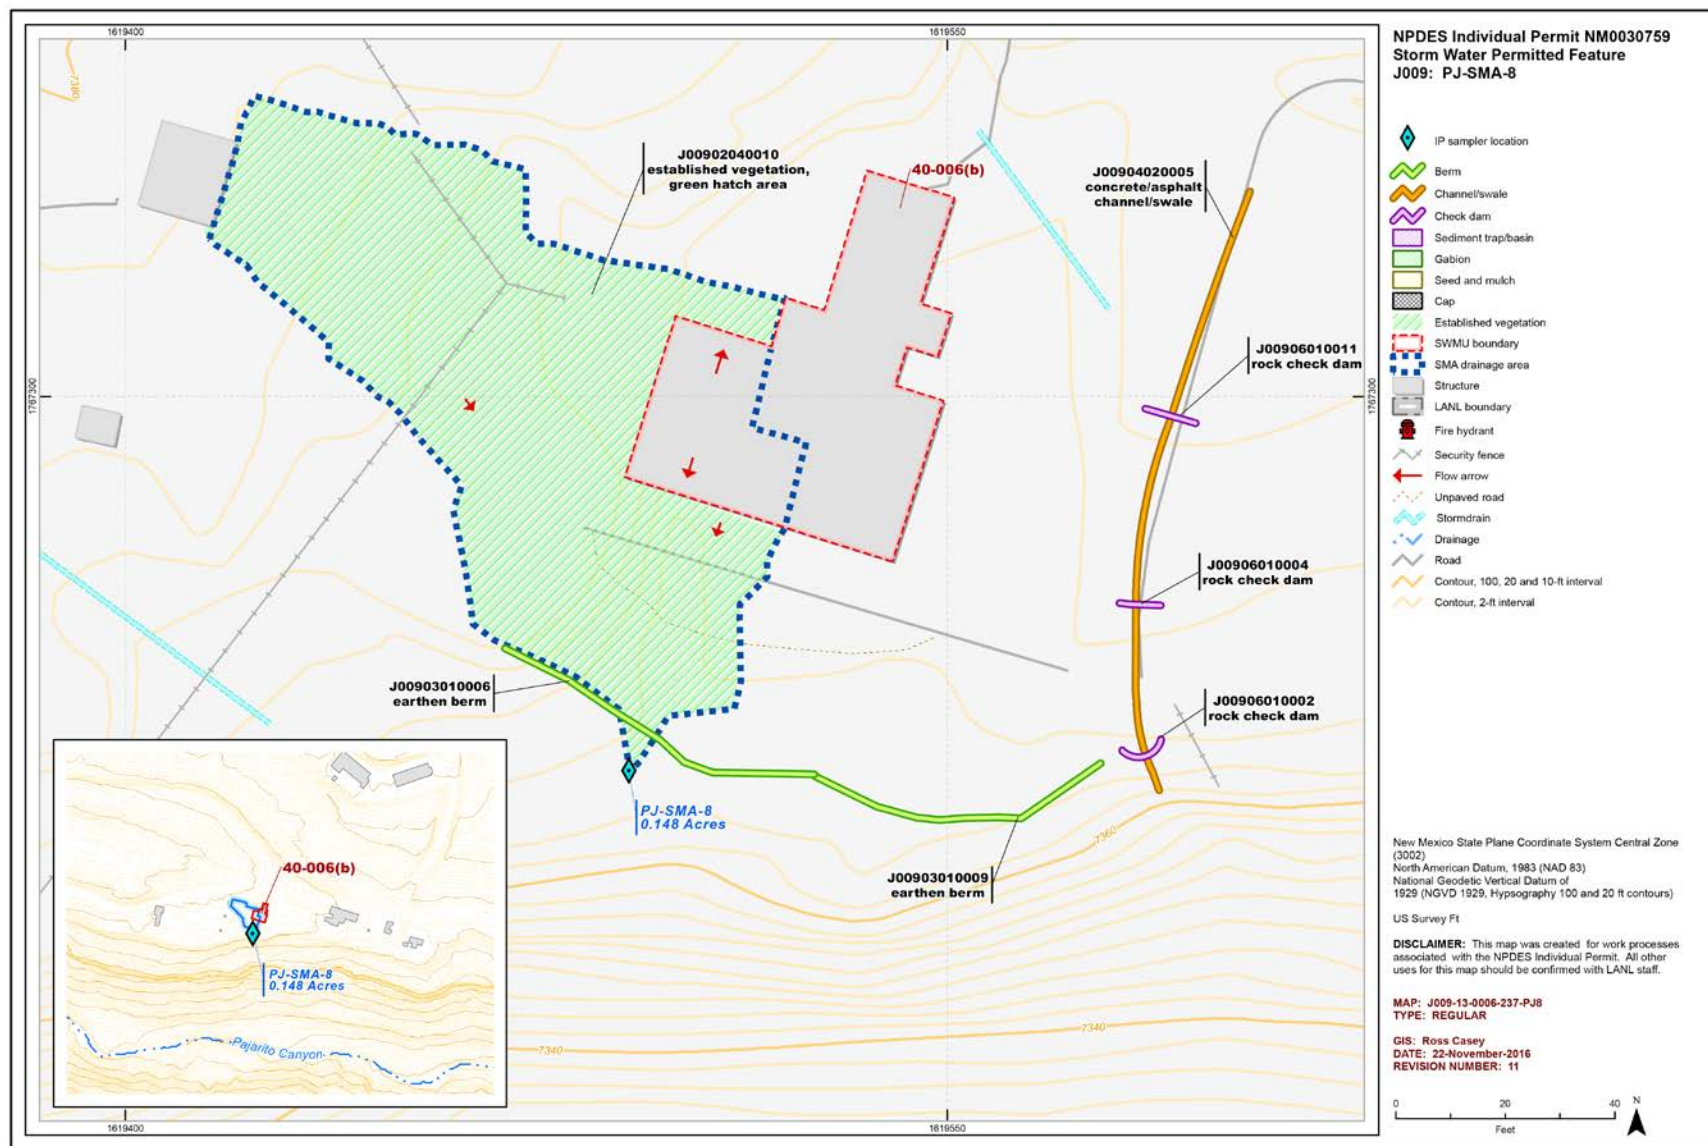 1619400
1619550
NPDES Individual Permit NM0030759
Storm Water Permitted Feature
J009: PJ-SMA-8
7380
J00902040010
established vegetation,
green hatch area
40-006(b)
J00904020005
concrete/asphalt
channel/swale
J00906010011
rock check dam
1767300
1767300
J00906010004
rock check dam
J00903010006
earthen berm
J00906010002
rock check dam
PJ-SMA-8
0.148 Acres
7360
J00903010009
earthen berm
7340
7340
40-006(b)
PJ-SMA-8
0.148 Acres
Pajarito Canyon
1619400
1619550
IP sampler location
Berm
Channel/swale
Check dam
Sediment trap/basin
Gabion
Seed and mulch
Cap
Established vegetation
SWMU boundary
SMA drainage area
Structure
LANL boundary
Fire hydrant
Security fence
Flow arrow
Unpaved road
Stormdrain
Drainage
Road
Contour, 100, 20 and 10-ft interval
Contour, 2-ft interval
New Mexico State Plane Coordinate System Central Zone
(3002)
North American Datum, 1983 (NAD 83)
National Geodetic Vertical Datum of
1929 (NGVD 1929, Hypsography 100 and 20 ft contours)
US Survey Ft
DISCLAIMER: This map was created for work processes
associated with the NPDES Individual Permit. All other
uses for this map should be confirmed with LANL staff.
MAP: J009-13-0006-237-PJ8
TYPE: REGULAR
GIS: Ross Casey
DATE: 22-November-2016
REVISION NUMBER: 11
0 20 40
Feet
N